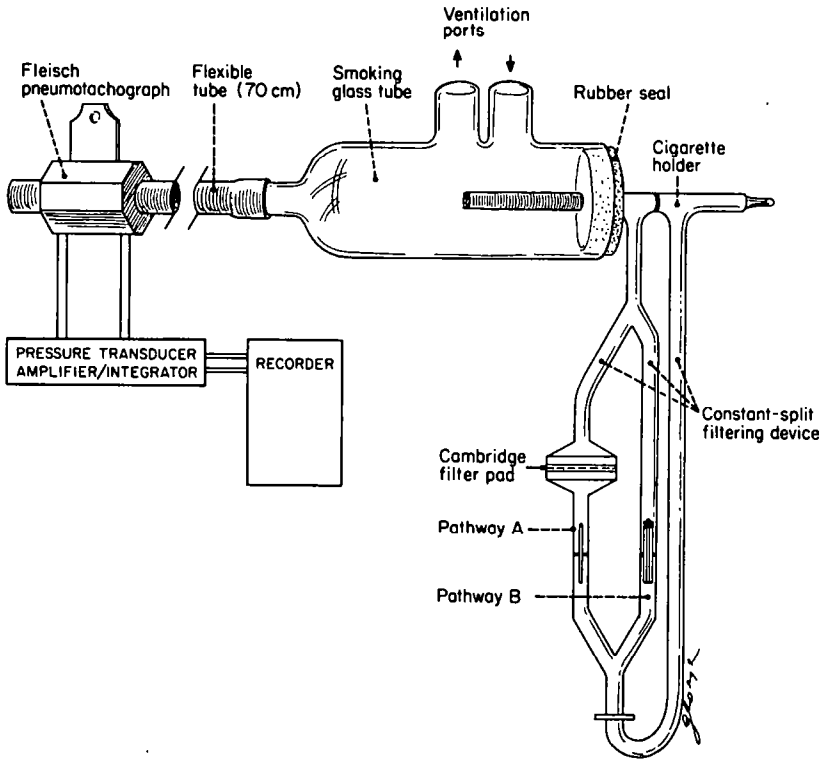 Ventilation
ports
Fleisch
pneumotachograph
Flexible
tube (70 cm)
Smoking
glass tube
Rubber seal
Cigarette
holder
PRESSURE TRANSDUCER
AMPLIFIER/INTEGRATOR
RECORDER
Constant-split
filtering device
Cambridge
filter pad
Pathway A
Pathway B